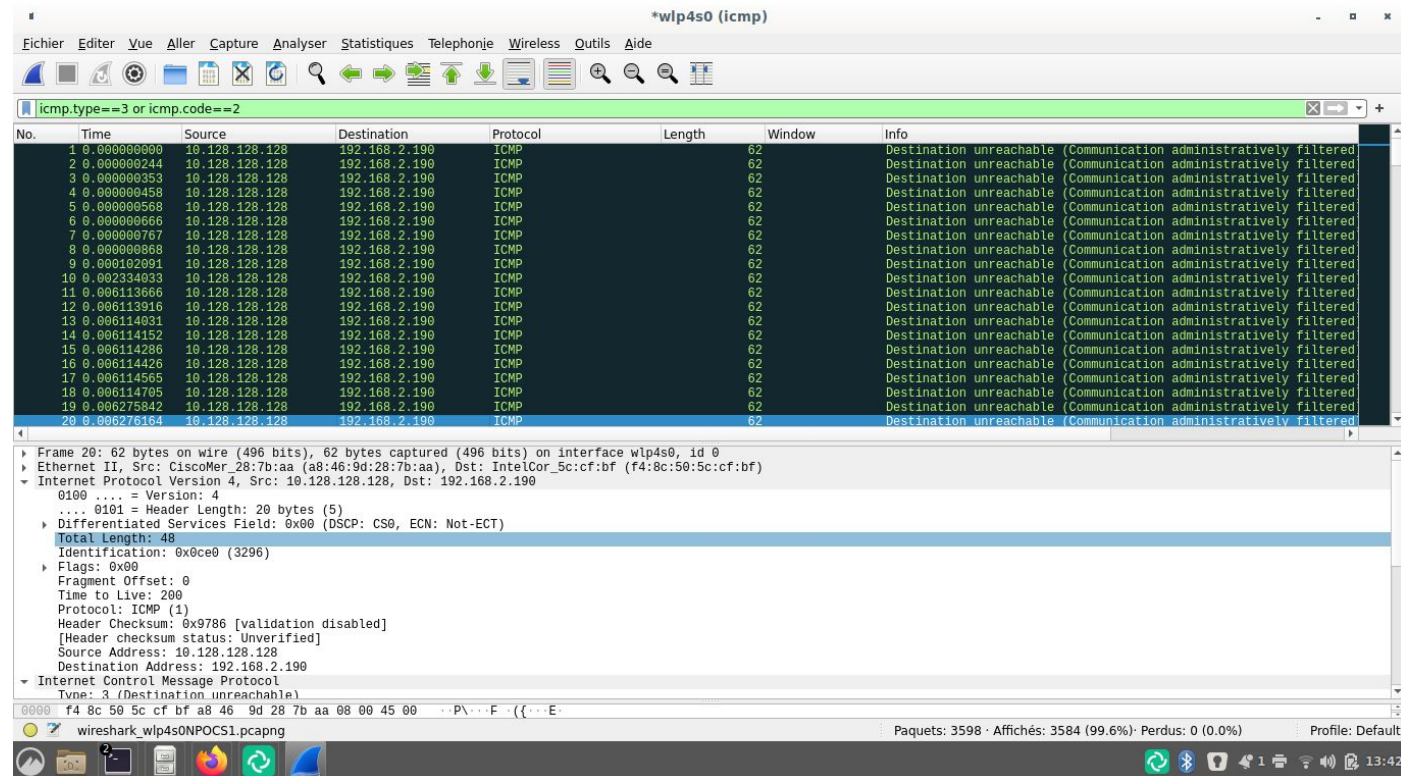 *wlp4s0 (icmp)
Fichier Editer Vue Aller Capture Analyser Statistiques Telephonie Wireless Outils Aide
icmp.type==3 or icmp.code==2
No. Time Source Destination Protocol Length Window Info
1 0.000000000 10.128.128.128 192.168.2.190 ICMP 62 Destination unreachable (Communication administratively filtered)
2 0.000000244 10.128.128.128 192.168.2.190 ICMP 62 Destination unreachable (Communication administratively filtered)
3 0.000000353 10.128.128.128 192.168.2.190 ICMP 62 Destination unreachable (Communication administratively filtered)
4 0.000000458 10.128.128.128 192.168.2.190 ICMP 62 Destination unreachable (Communication administratively filtered)
5 0.000000568 10.128.128.128 192.168.2.190 ICMP 62 Destination unreachable (Communication administratively filtered)
6 0.000000666 10.128.128.128 192.168.2.190 ICMP 62 Destination unreachable (Communication administratively filtered)
7 0.000000767 10.128.128.128 192.168.2.190 ICMP 62 Destination unreachable (Communication administratively filtered)
8 0.000000868 10.128.128.128 192.168.2.190 ICMP 62 Destination unreachable (Communication administratively filtered)
9 0.000102091 10.128.128.128 192.168.2.190 ICMP 62 Destination unreachable (Communication administratively filtered)
10 0.002334033 10.128.128.128 192.168.2.190 ICMP 62 Destination unreachable (Communication administratively filtered)
11 0.006113666 10.128.128.128 192.168.2.190 ICMP 62 Destination unreachable (Communication administratively filtered)
12 0.006113916 10.128.128.128 192.168.2.190 ICMP 62 Destination unreachable (Communication administratively filtered)
13 0.006114031 10.128.128.128 192.168.2.190 ICMP 62 Destination unreachable (Communication administratively filtered)
14 0.006114152 10.128.128.128 192.168.2.190 ICMP 62 Destination unreachable (Communication administratively filtered)
15 0.006114286 10.128.128.128 192.168.2.190 ICMP 62 Destination unreachable (Communication administratively filtered)
16 0.006114426 10.128.128.128 192.168.2.190 ICMP 62 Destination unreachable (Communication administratively filtered)
17 0.006114565 10.128.128.128 192.168.2.190 ICMP 62 Destination unreachable (Communication administratively filtered)
18 0.006114705 10.128.128.128 192.168.2.190 ICMP 62 Destination unreachable (Communication administratively filtered)
19 0.006275842 10.128.128.128 192.168.2.190 ICMP 62 Destination unreachable (Communication administratively filtered)
20 0.006276164 10.128.128.128 192.168.2.190 ICMP 62 Destination unreachable (Communication administratively filtered)
Frame 20: 62 bytes on wire (496 bits), 62 bytes captured (496 bits) on interface wlp4s0, id 0
Ethernet II, Src: CiscoMer_28:7b:aa (a8:46:9d:28:7b:aa), Dst: IntelCor_5c:cf:bf (f4:8c:50:5c:cf:bf)
Internet Protocol Version 4, Src: 10.128.128.128, Dst: 192.168.2.190
0100 .... = Version: 4
.... 0101 = Header Length: 20 bytes (5)
Differentiated Services Field: 0x00 (DSCP: CS0, ECN: Not-ECT)
Total Length: 48
Identification: 0x0ce0 (3296)
Flags: 0x00
Fragment Offset: 0
Time to Live: 200
Protocol: ICMP (1)
Header Checksum: 0x9786 [validation disabled]
[Header checksum status: Unverified]
Source Address: 10.128.128.128
Destination Address: 192.168.2.190
Internet Control Message Protocol
Type: 3 (Destination unreachable)
0000 f4 8c 50 5c cf bf a8 46 9d 28 7b aa 08 00 45 00 ··P\···F ·({···E·
wireshark_wlp4s0NPOCS1.pcapng Paquets: 3598 · Affichés: 3584 (99.6%)· Perdus: 0 (0.0%) Profile: Default
2 1 13:42